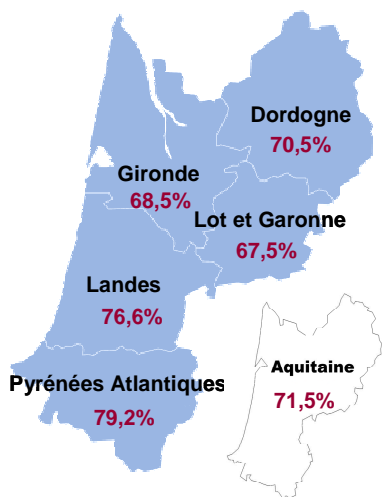 Dordogne
70,5%
Gironde
68,5%
Lot et Garonne
67,5%
Landes
76,6%
Pyrénées Atlantiques
79,2%
Aquitaine
71,5%